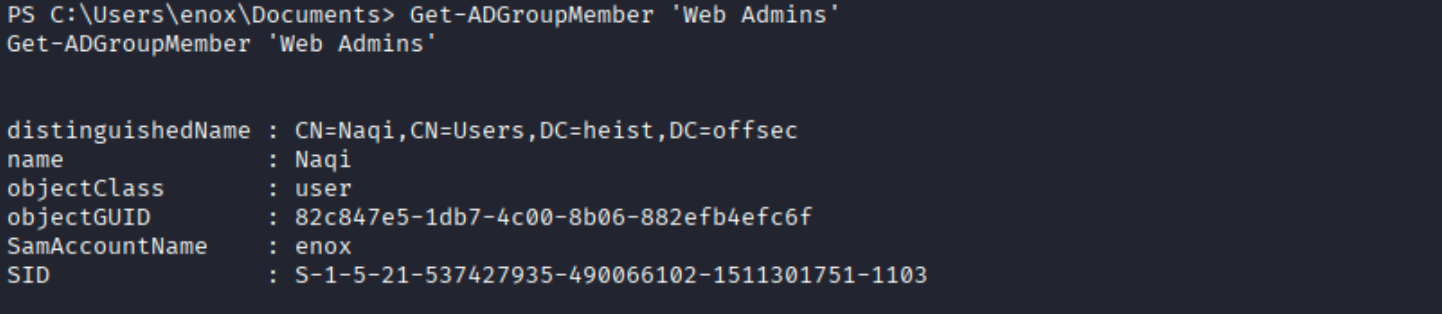 PS C:\Users\enox\Documents> Get-ADGroupMember 'Web Admins'
Get-ADGroupMember 'Web Admins'
distinguishedName : CN=Naqi,CN=Users,DC=heist,DC=offsec
name              : Naqi
objectClass       : user
objectGUID        : 82c847e5-1db7-4c00-8b06-882efb4efc6f
SamAccountName    : enox
SID               : S-1-5-21-537427935-490066102-1511301751-1103